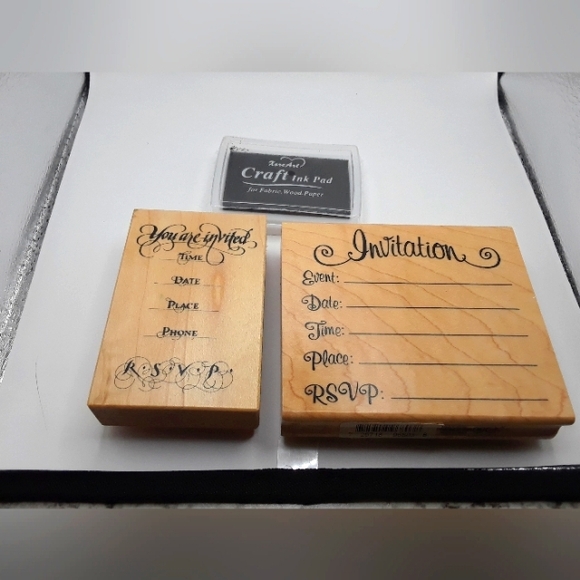 Craft Ink Pad
for Fabric, Wood Paper
You are invited
TIME
DATE
PLACE
PHONE
R·S·V·P·
Invitation
Event:
Date:
Time:
Place:
RSVP: